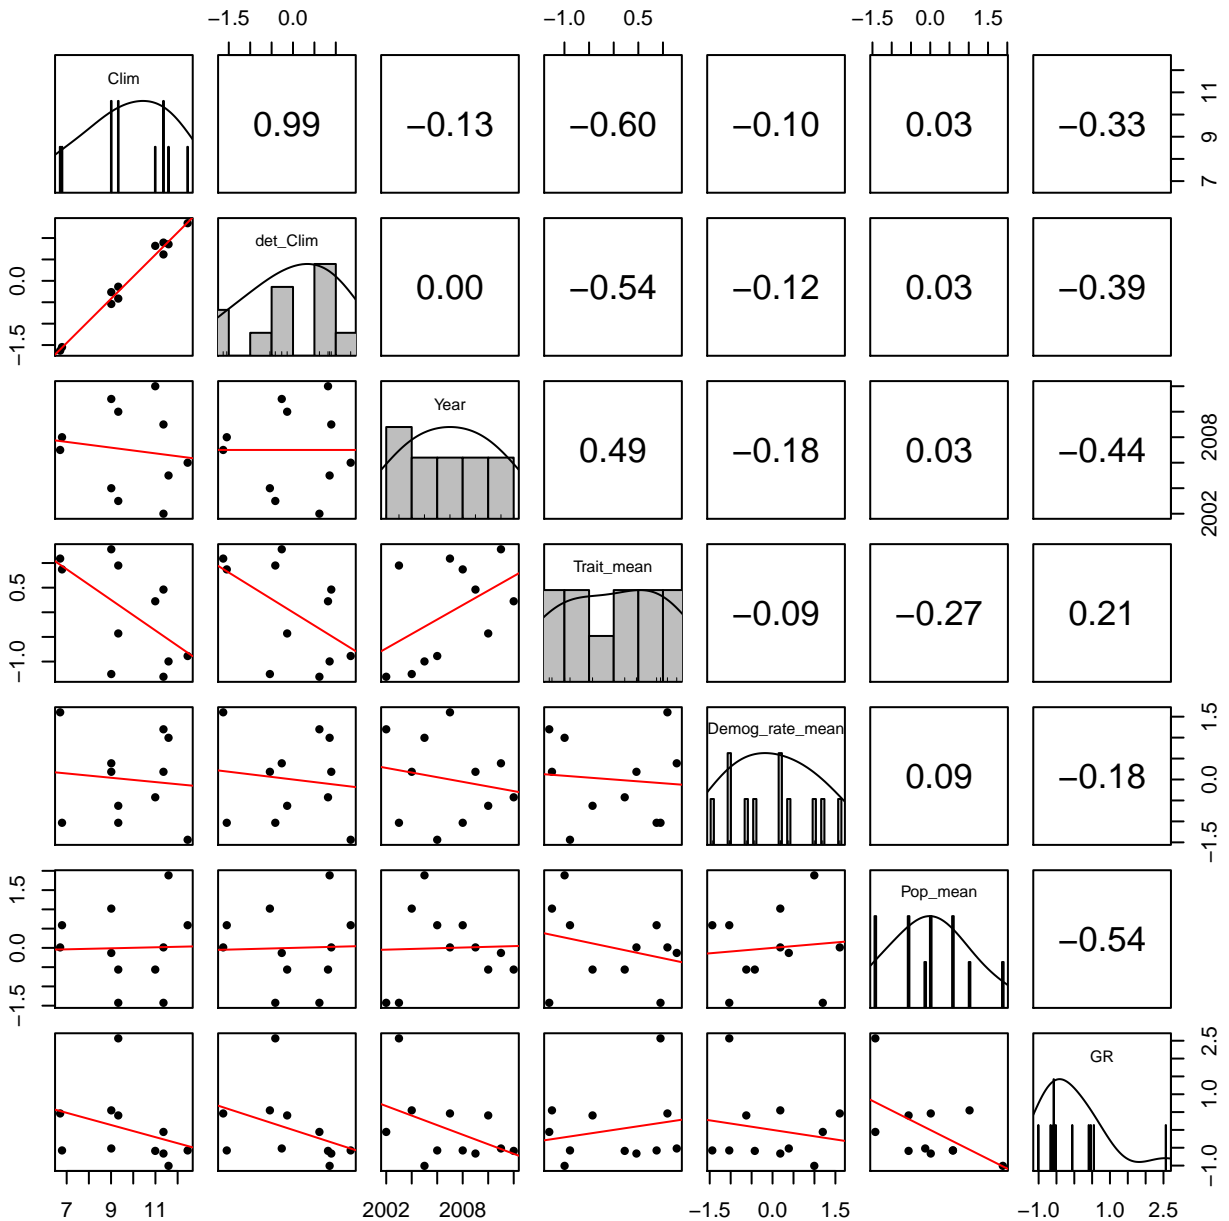 −1.5 0.0 −1.0 0.5 −1.5 0.0 1.5
Clim 0.99 −0.13 −0.60 −0.10 0.03 −0.33 7 9 11
0.0 −1.5 det_Clim 0.00 −0.54 −0.12 0.03 −0.39
Year 0.49 −0.18 0.03 −0.44 2002 2008
0.5 −1.0 Trait_mean −0.09 −0.27 0.21
Demog_rate_mean 0.09 −0.18 −1.5 0.0 1.5
1.5 0.0 −1.5 Pop_mean −0.54
GR −1.0 1.0 2.5
7 9 11 2002 2008 −1.5 0.0 1.5 −1.0 1.0 2.5